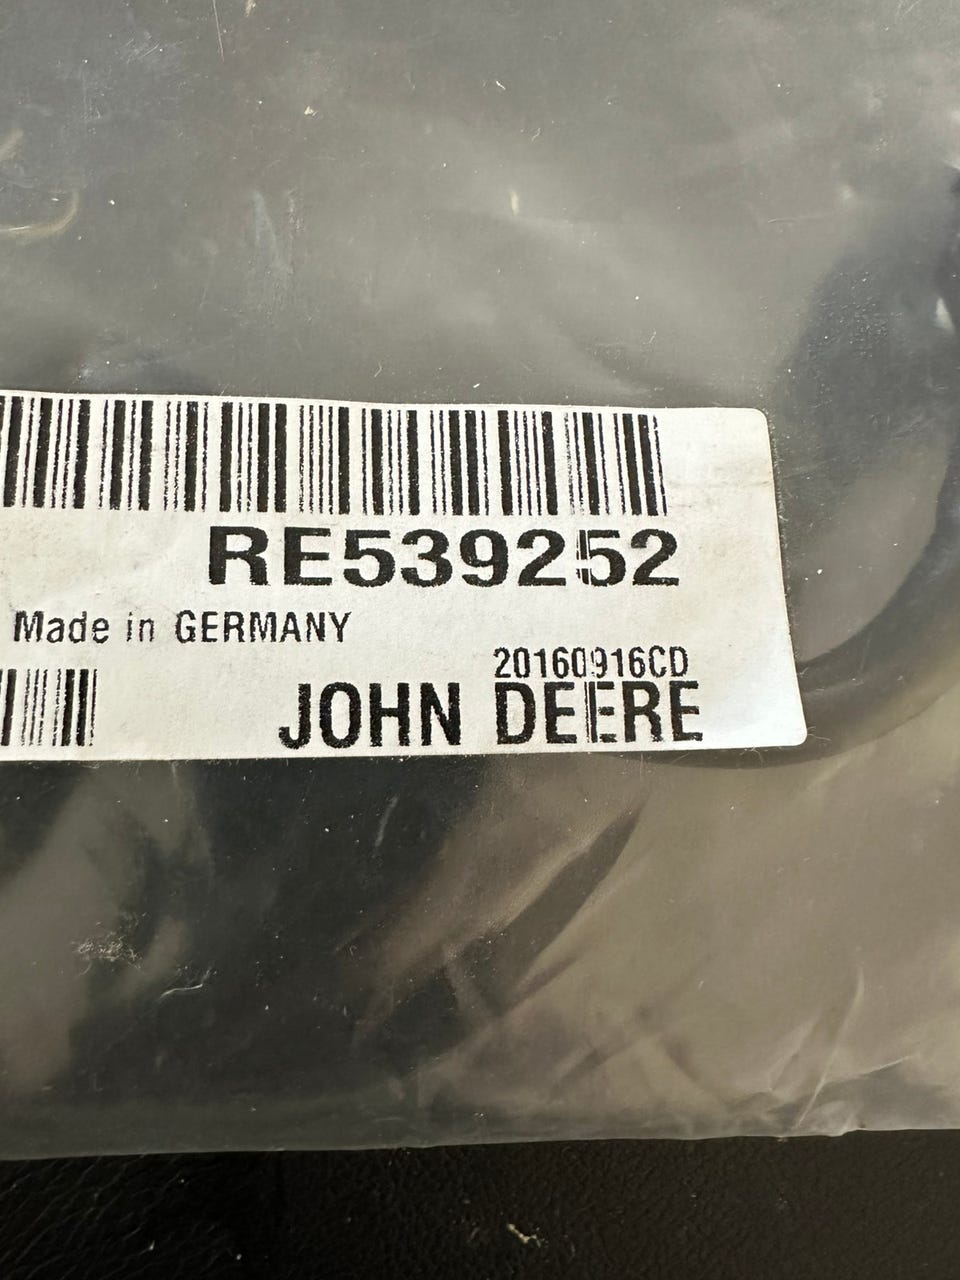 RE539252
Made in GERMANY
20160916CD
JOHN DEERE